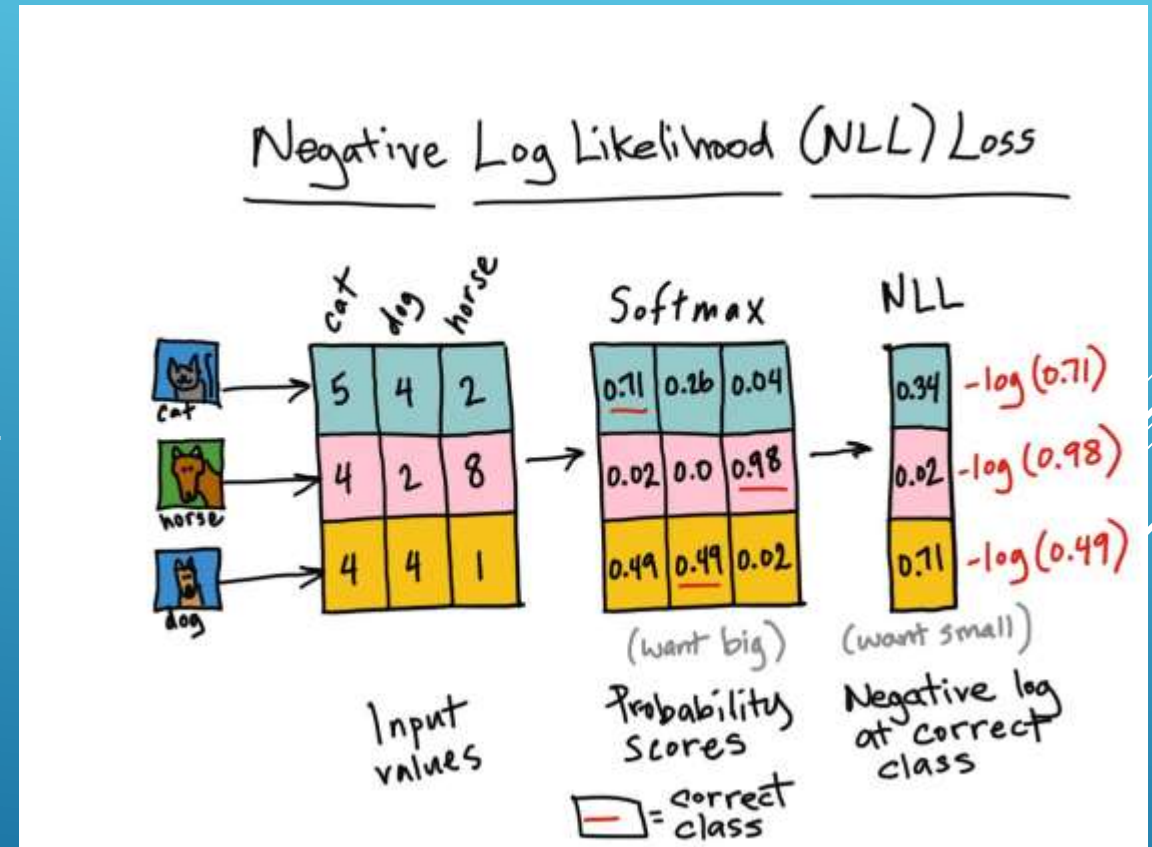 Negative Log Likelihood (NLL) Loss
cat dog horse
Softmax
NLL
cat
5 4 2
0.71 0.26 0.04
0.34
-log(0.71)
horse
4 2 8
0.02 0.0 0.98
0.02
-log(0.98)
dog
4 4 1
0.49 0.49 0.02
0.71
-log(0.49)
(want big)
(want small)
Input
values
Probability
scores
Negative log
at correct
class
= correct
class